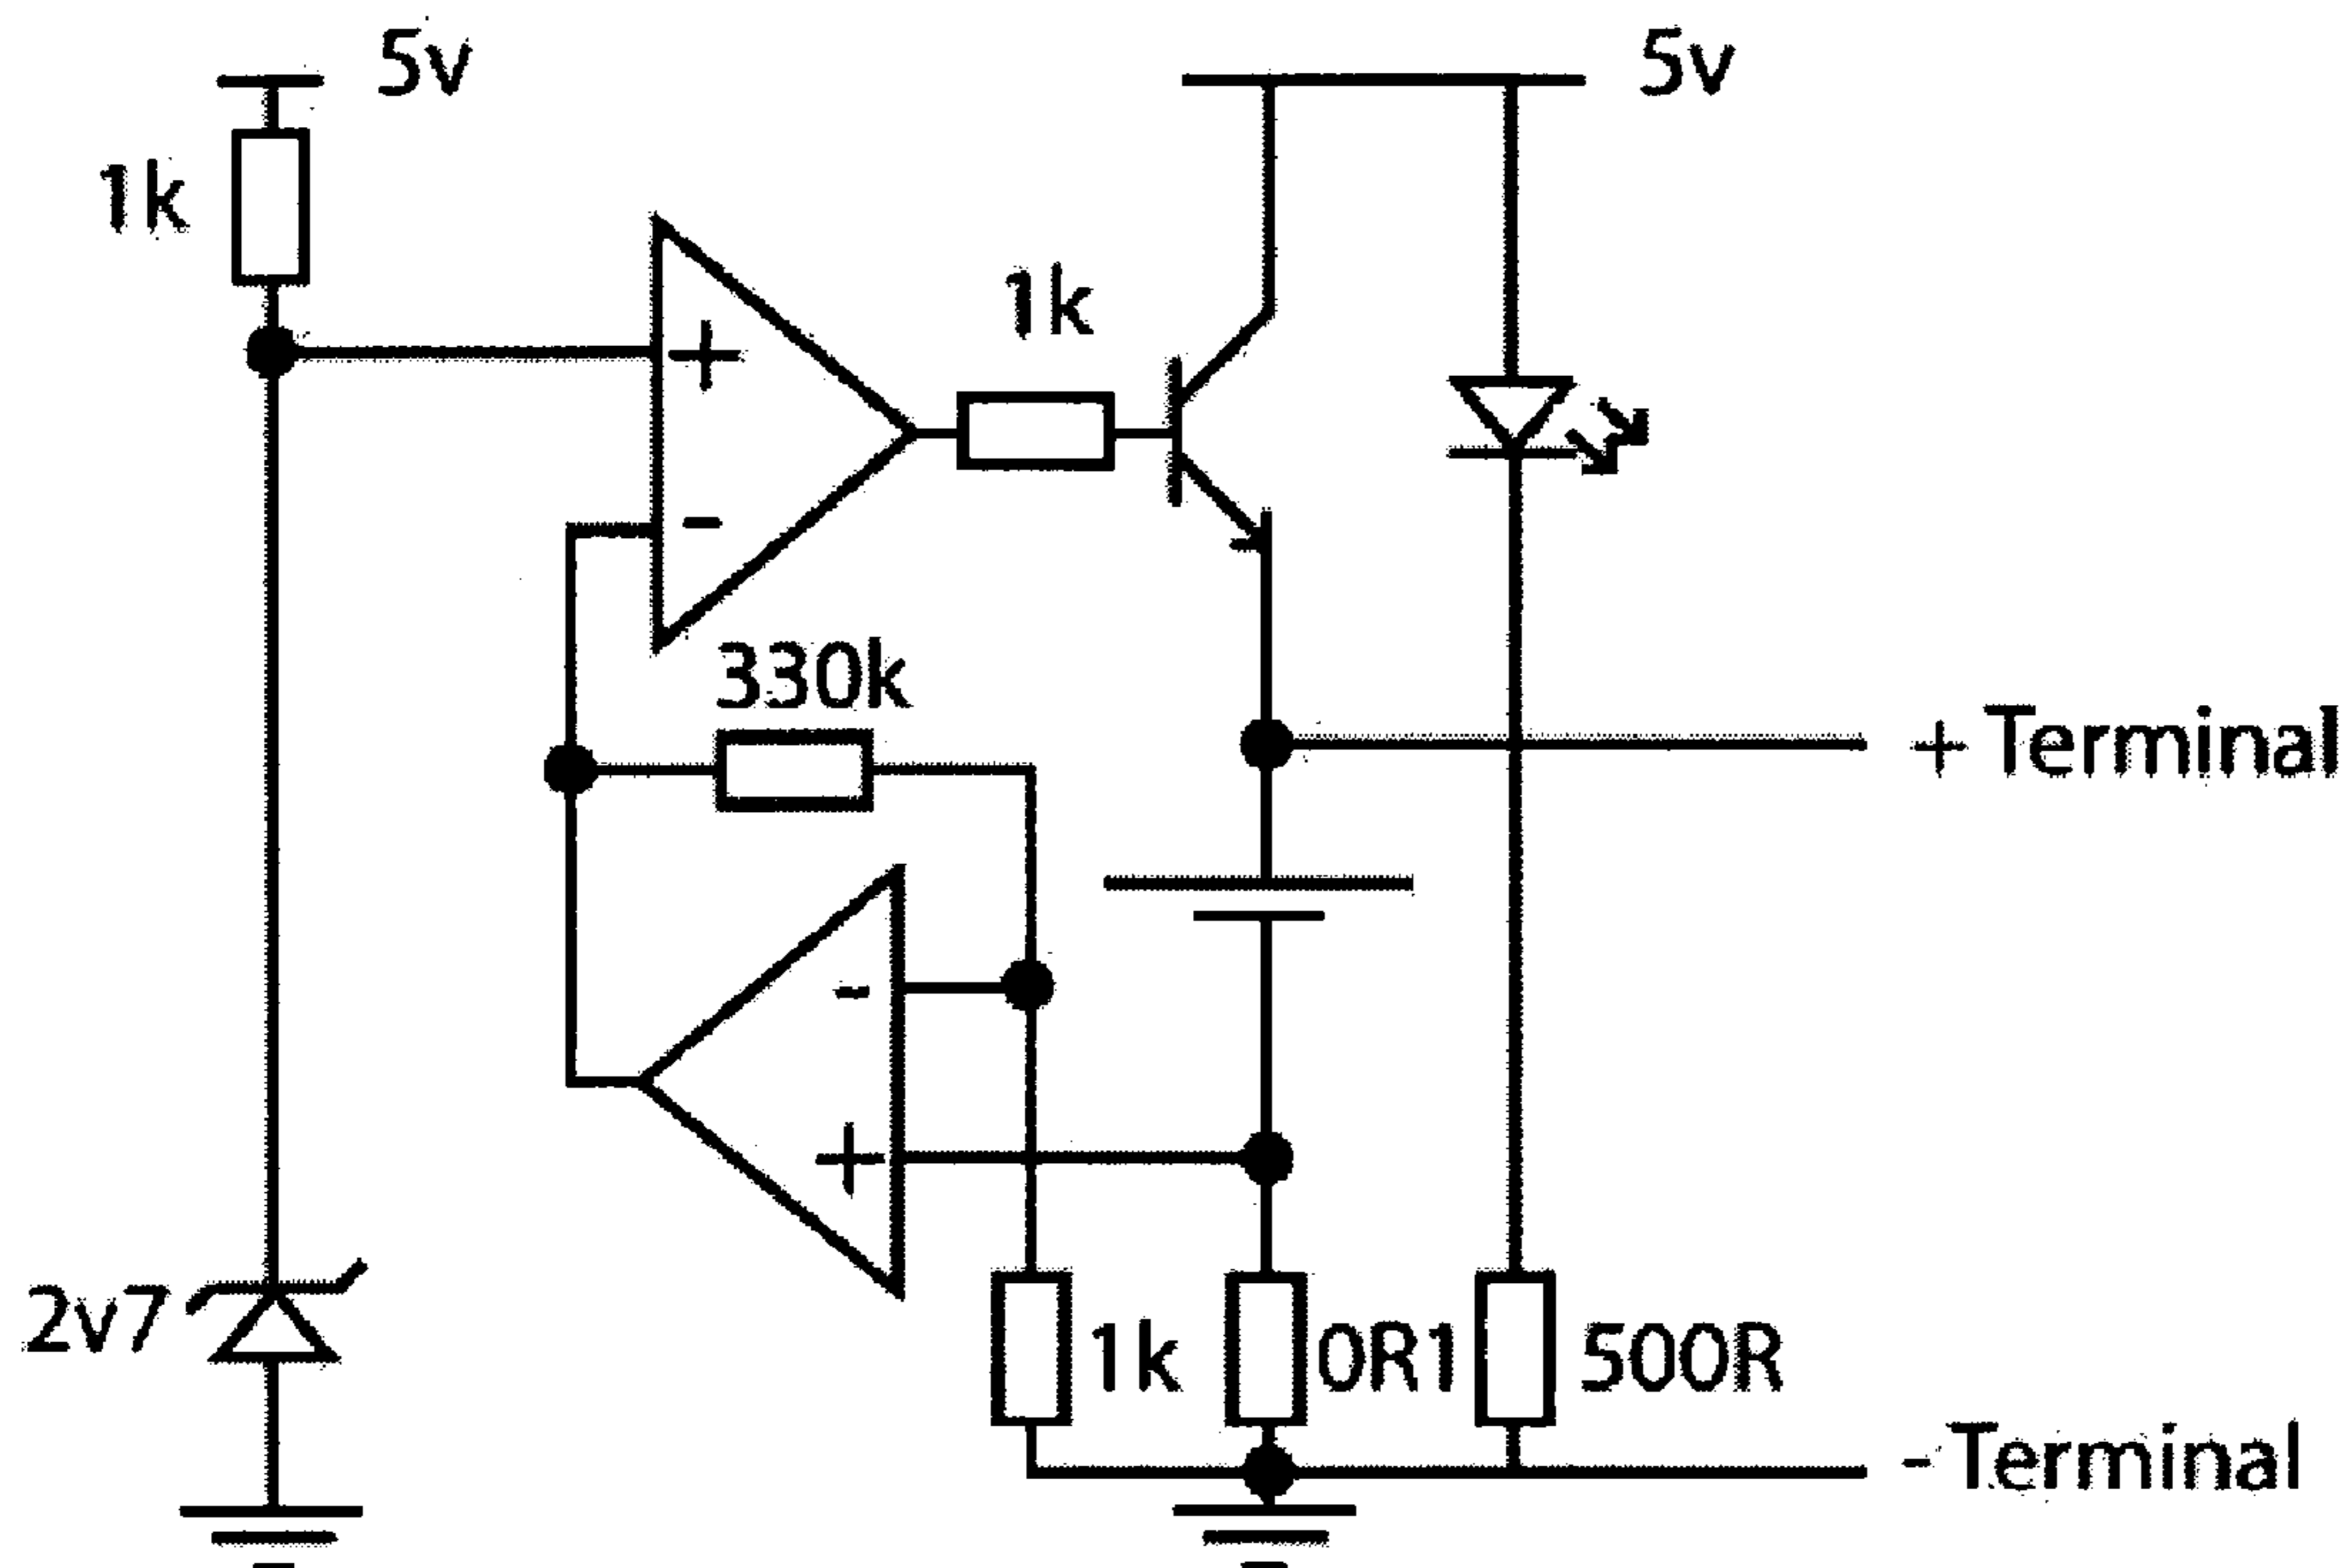 5v
5v
1k
1k
+
-
330k
+ Terminal
-
+
2v7
1k
0R1
500R
- Terminal